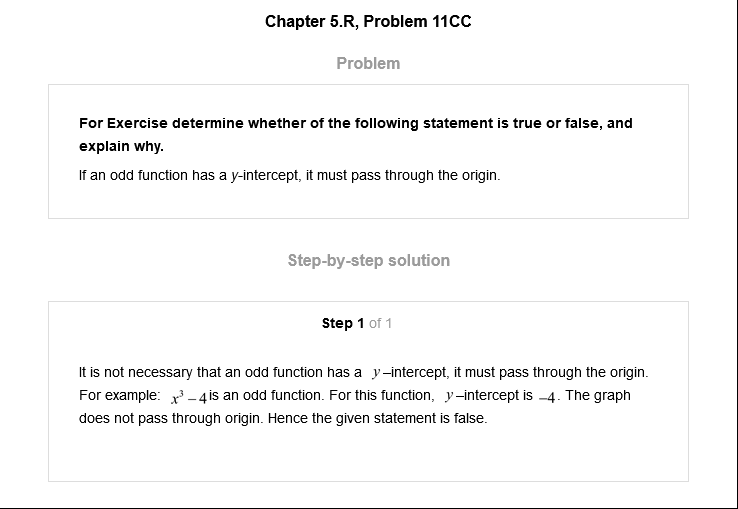 Chapter 5.R, Problem 11CC
Problem
For Exercise determine whether of the following statement is true or false, and
explain why.
If an odd function has a y-intercept, it must pass through the origin.
Step-by-step solution
Step 1 of 1
It is not necessary that an odd function has a y–intercept, it must pass through the origin.
For example: x³ – 4 is an odd function. For this function, y–intercept is –4. The graph
does not pass through origin. Hence the given statement is false.